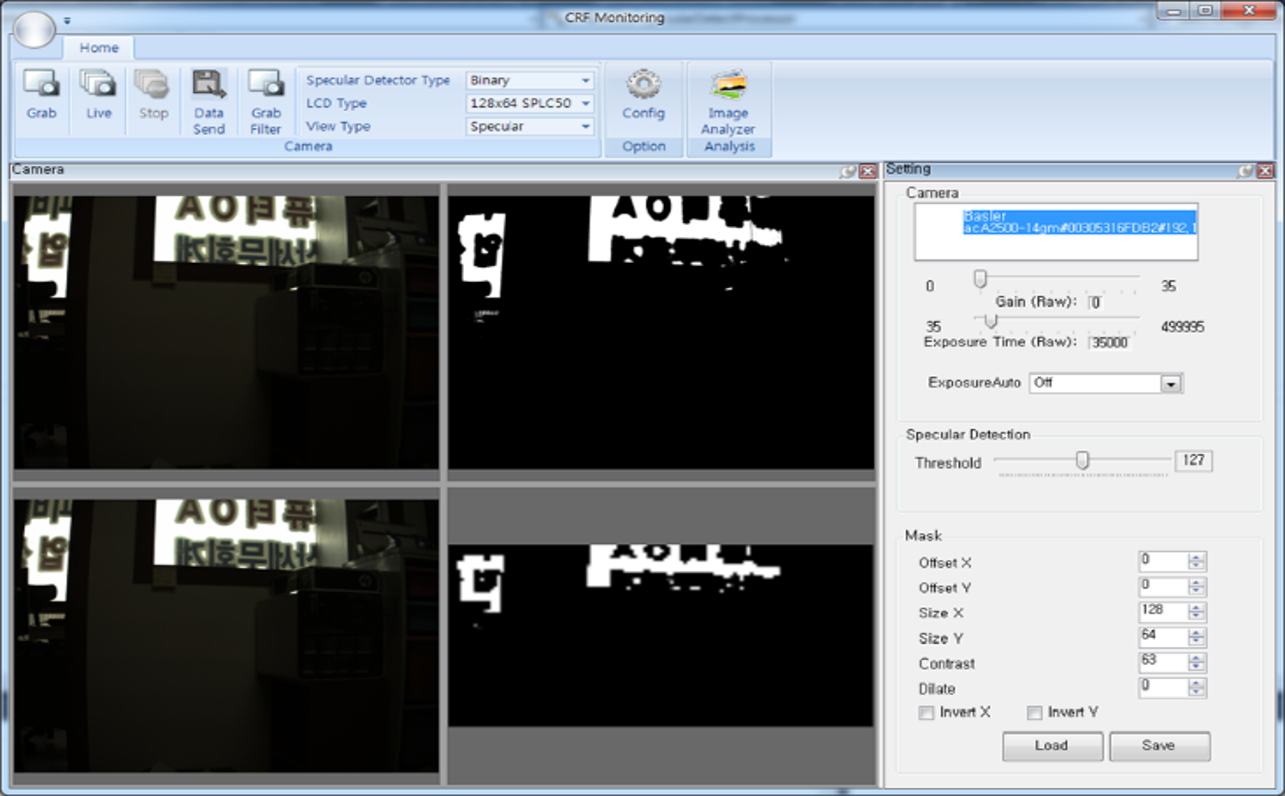 CRF Monitoring
Home
Grab
Live
Stop
Data Send
Grab Filter
Specular Detector Type
Binary
LCD Type
128x64 SPLC50
View Type
Specular
Camera
Config
Option
Image Analyzer
Analysis
Camera
Setting
Camera
Basler
acA2500-14gm#00305316FDB2#192,1
0
35
Gain (Raw): 0
35
499995
Exposure Time (Raw): 35000
ExposureAuto Off
Specular Detection
Threshold 127
Mask
Offset X 0
Offset Y 0
Size X 128
Size Y 64
Contrast 63
Dilate 0
Invert X Invert Y
Load Save